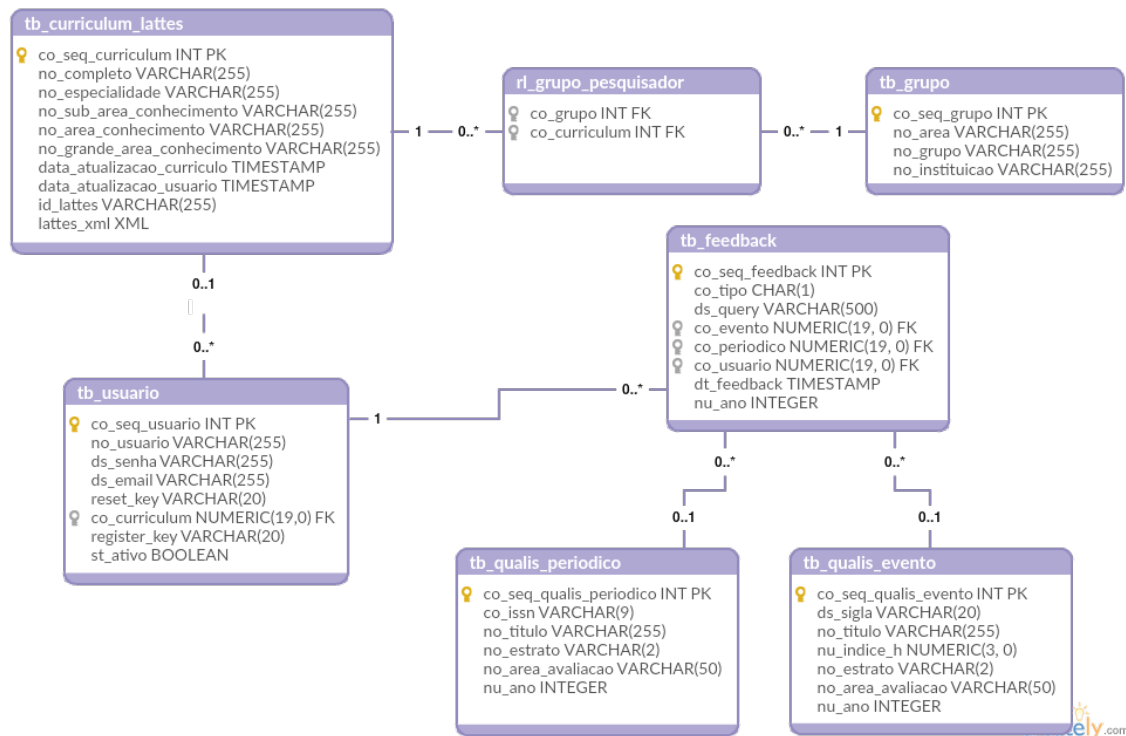 tb_curriculum_lattes
co_seq_curriculum INT PK
no_completo VARCHAR(255)
no_especialidade VARCHAR(255)
no_sub_area_conhecimento VARCHAR(255)
no_area_conhecimento VARCHAR(255)
no_grande_area_conhecimento VARCHAR(255)
data_atualizacao_curriculo TIMESTAMP
data_atualizacao_usuario TIMESTAMP
id_lattes VARCHAR(255)
lattes_xml XML
1
0..*
rl_grupo_pesquisador
co_grupo INT FK
co_curriculum INT FK
0..*
1
tb_grupo
co_seq_grupo INT PK
no_area VARCHAR(255)
no_grupo VARCHAR(255)
no_instituicao VARCHAR(255)
0..1
0..*
tb_feedback
co_seq_feedback INT PK
co_tipo CHAR(1)
ds_query VARCHAR(500)
co_evento NUMERIC(19, 0) FK
co_periodico NUMERIC(19, 0) FK
co_usuario NUMERIC(19, 0) FK
dt_feedback TIMESTAMP
nu_ano INTEGER
tb_usuario
co_seq_usuario INT PK
no_usuario VARCHAR(255)
ds_senha VARCHAR(255)
ds_email VARCHAR(255)
reset_key VARCHAR(20)
co_curriculum NUMERIC(19,0) FK
register_key VARCHAR(20)
st_ativo BOOLEAN
1
0..*
0..*
0..*
0..1
0..1
tb_qualis_periodico
co_seq_qualis_periodico INT PK
co_issn VARCHAR(9)
no_titulo VARCHAR(255)
no_estrato VARCHAR(2)
no_area_avaliacao VARCHAR(50)
nu_ano INTEGER
tb_qualis_evento
co_seq_qualis_evento INT PK
ds_sigla VARCHAR(20)
no_titulo VARCHAR(255)
nu_indice_h NUMERIC(3, 0)
no_estrato VARCHAR(2)
no_area_avaliacao VARCHAR(50)
nu_ano INTEGER